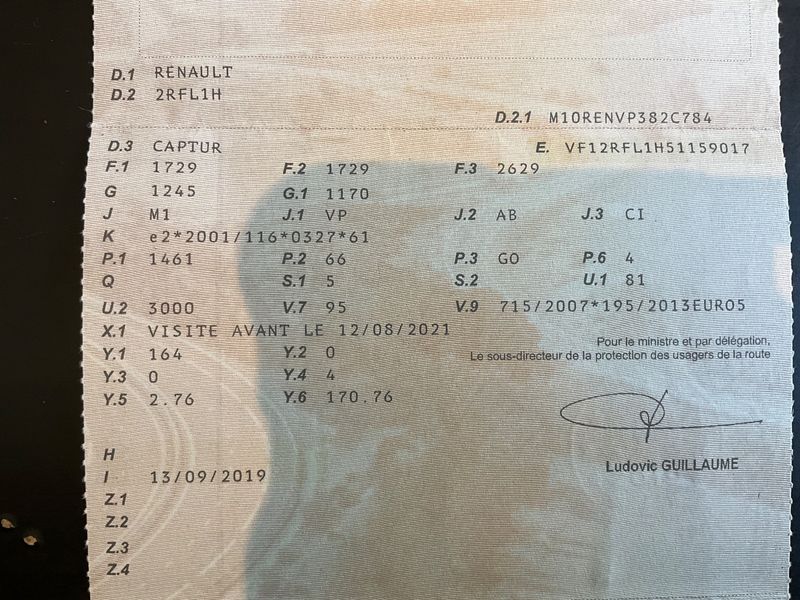 D.1 RENAULT
D.2 2RFL1H
D.2.1 M10RENVP382C784
D.3 CAPTUR E. VF12RFL1H51159017
F.1 1729 F.2 1729 F.3 2629
G 1245 G.1 1170
J M1 J.1 VP J.2 AB J.3 CI
K e2*2001/116*0327*61
P.1 1461 P.2 66 P.3 GO P.6 4
Q S.1 5 S.2 U.1 81
U.2 3000 V.7 95 V.9 715/2007*195/2013EURO5
X.1 VISITE AVANT LE 12/08/2021
Pour le ministre et par délégation,
Le sous-directeur de la protection des usagers de la route
Y.1 164 Y.2 0
Y.3 0 Y.4 4
Y.5 2.76 Y.6 170.76
H
Ludovic GUILLAUME
I 13/09/2019
Z.1
Z.2
Z.3
Z.4